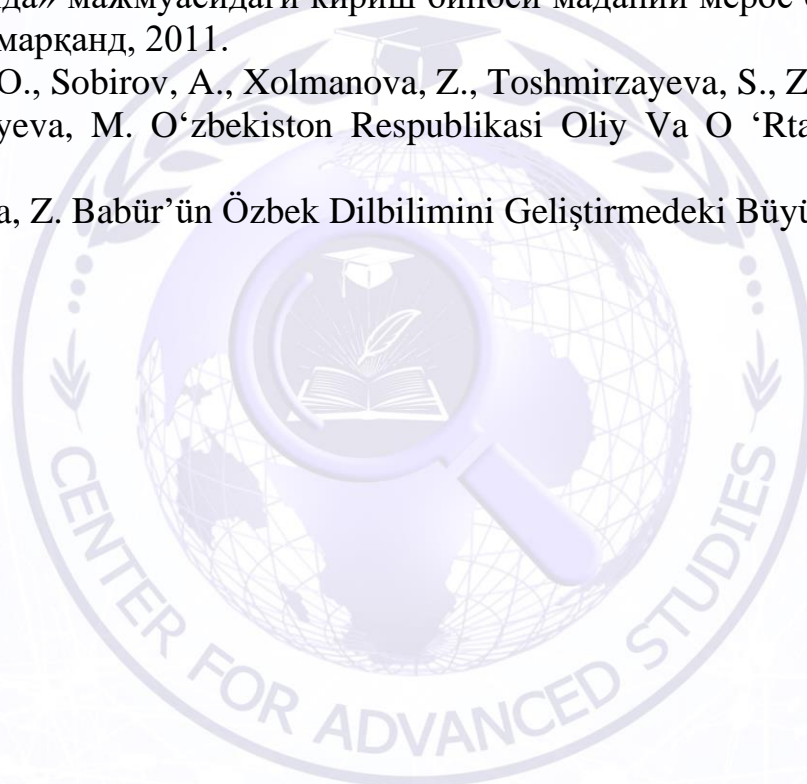 мажмуасидаги кириш биноси маданий мерос
марқанд, 2011.
O., Sobirov, A., Xolmanova, Z., Toshmirzayeva, S., Z
yeva, M. O‘zbekiston Respublikasi Oliy Va O ‘Rta
a, Z. Babür’ün Özbek Dilbilimini Geliştirmedeki Büyü
CENTER FOR ADVANCED STUDIES